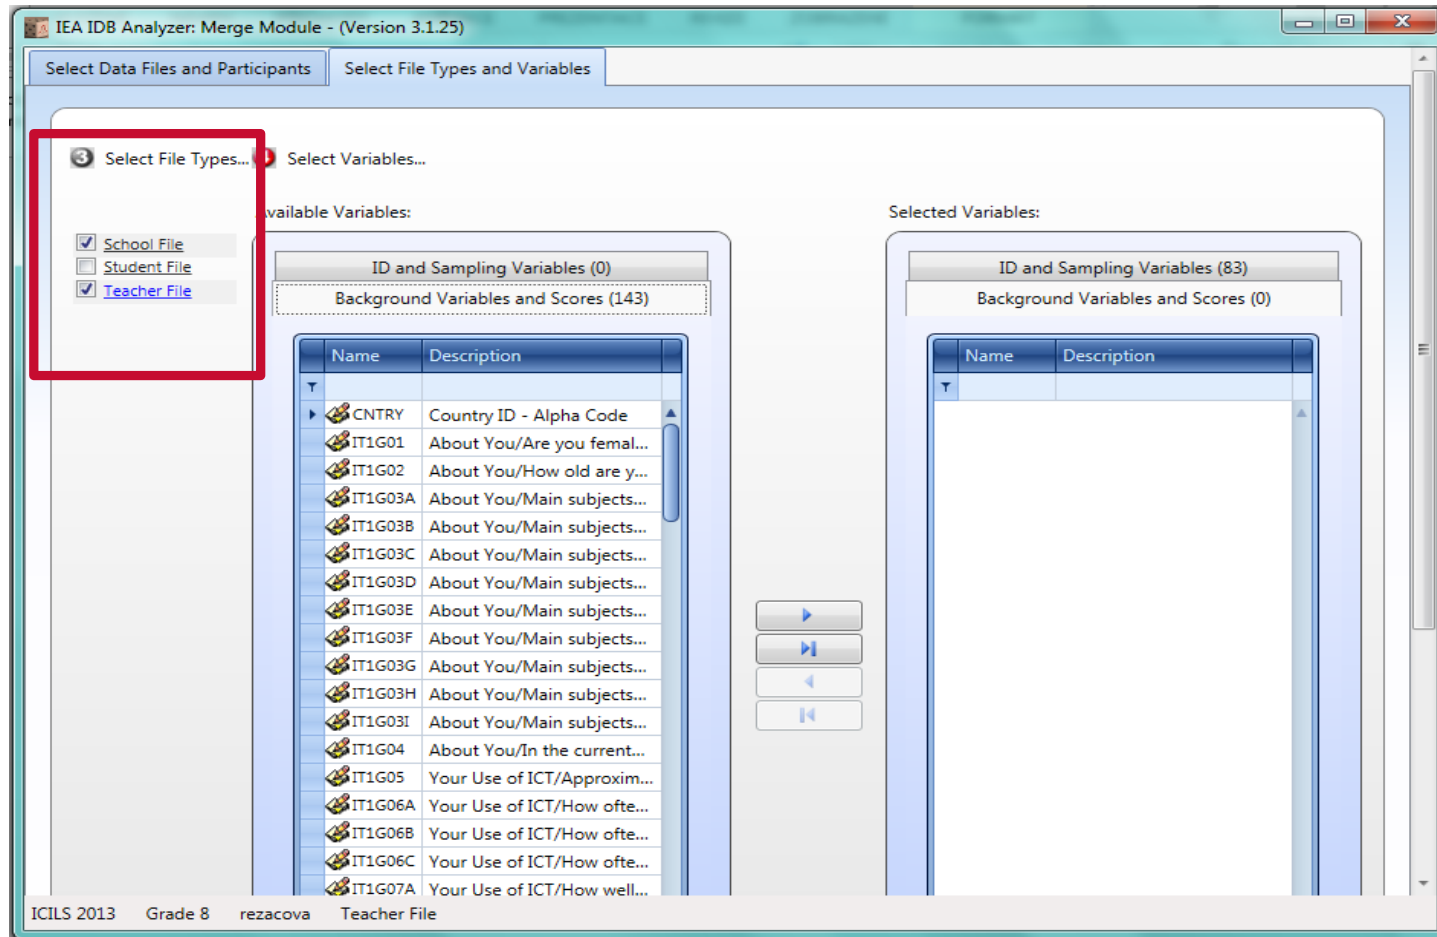 IEA IDB Analyzer: Merge Module - (Version 3.1.25)
Select Data Files and Participants
Select File Types and Variables
3 Select File Types...
Select Variables...
Available Variables:
Selected Variables:
School File
Student File
Teacher File
ID and Sampling Variables (0)
Background Variables and Scores (143)
ID and Sampling Variables (83)
Background Variables and Scores (0)
Name Description
CNTRY Country ID - Alpha Code
IT1G01 About You/Are you femal...
IT1G02 About You/How old are y...
IT1G03A About You/Main subjects...
IT1G03B About You/Main subjects...
IT1G03C About You/Main subjects...
IT1G03D About You/Main subjects...
IT1G03E About You/Main subjects...
IT1G03F About You/Main subjects...
IT1G03G About You/Main subjects...
IT1G03H About You/Main subjects...
IT1G03I About You/Main subjects...
IT1G04 About You/In the current...
IT1G05 Your Use of ICT/Approxim...
IT1G06A Your Use of ICT/How ofte...
IT1G06B Your Use of ICT/How ofte...
IT1G06C Your Use of ICT/How ofte...
IT1G07A Your Use of ICT/How well...
Name Description
ICILS 2013 Grade 8 rezacova Teacher File